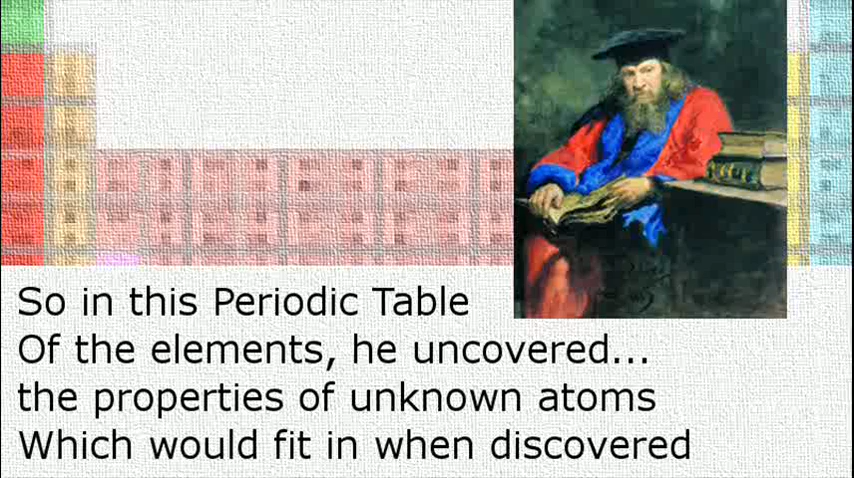 So in this Periodic Table
Of the elements, he uncovered...
the properties of unknown atoms
Which would fit in when discovered